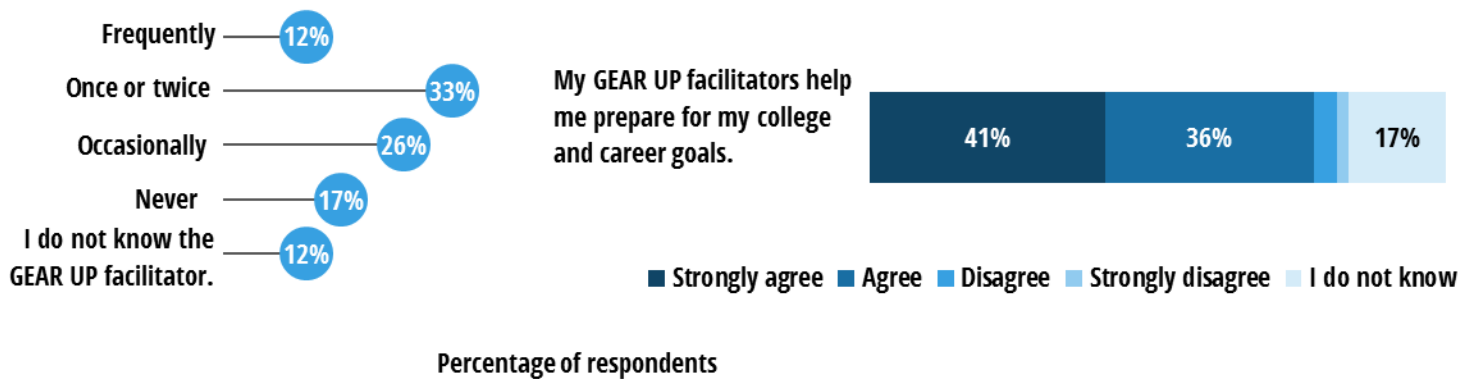 Frequently
12%
Once or twice
33%
Occasionally
26%
Never
17%
I do not know the
GEAR UP facilitator.
12%
My GEAR UP facilitators help
me prepare for my college
and career goals.
41%
36%
17%
Strongly agree
Agree
Disagree
Strongly disagree
I do not know
Percentage of respondents